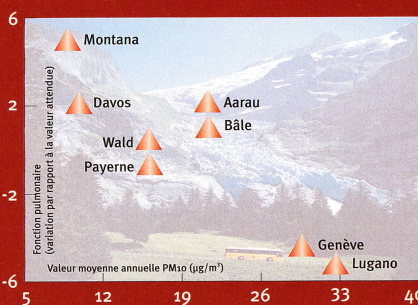 6
Montana
Fonction pulmonaire
(variation par rapport à la valeur attendue)
2
Davos
Aarau
Bâle
Wald
Payerne
-2
Genève
Lugano
Valeur moyenne annuelle PM10 (µg/m³)
-6
5
12
19
26
33
40